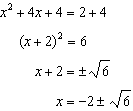 x² + 4x + 4 = 2 + 4
(x + 2)² = 6
x + 2 = ±√6
x = −2 ± √6